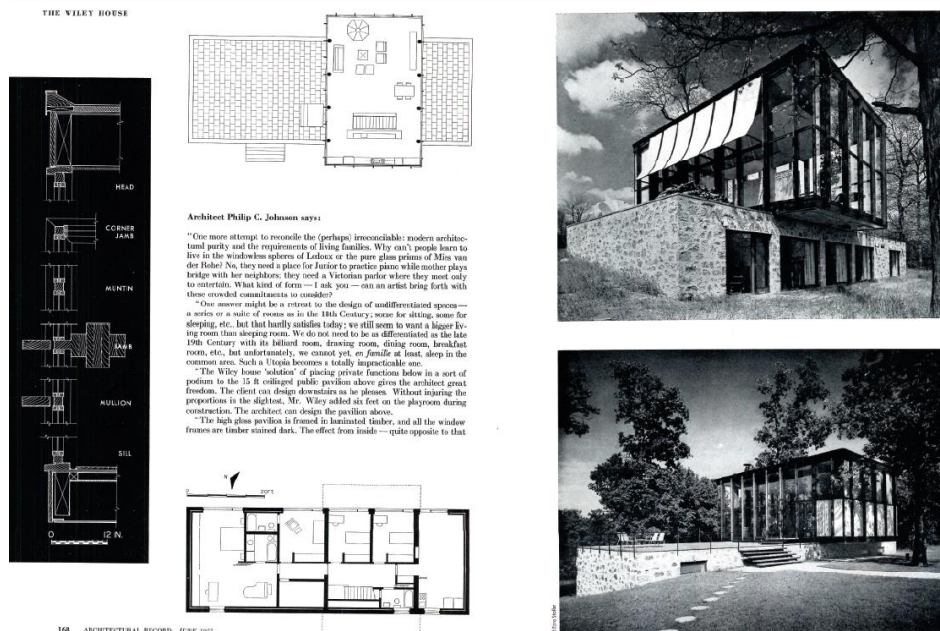 THE WILEY HOUSE
HEAD
CORNER
JAMB
MUNTIN
JAMB
MULLION
SILL
0 12 IN.
Architect Philip C. Johnson says:
"One more attempt to reconcile the (perhaps) irreconcilable: modern architec-
tural purity and the requirements of living families. Why can't people learn to
live in the windowless spheres of Ledoux or the pure glass prisms of Mies van
der Rohe? No, they need a place for Junior to practice piano while mother plays
bridge with her neighbors; they need a Victorian parlor where they meet only
to entertain. What kind of form — I ask you — can an artist bring forth with
these crowded commitments to consider?
"One answer might be a retreat to the design of undifferentiated spaces—
a series or a suite of rooms as in the 18th Century; some for sitting, some for
sleeping, etc., but that hardly satisfies today; we still seem to want a bigger liv-
ing room than sleeping room. We do not need to be as differentiated as the late
19th Century with its billiard room, drawing room, dining room, breakfast
room, etc., but unfortunately, we cannot yet, en famille at least, sleep in the
common area. Such a Utopia becomes a totally impracticable one.
"The Wiley house 'solution' of placing private functions below in a sort of
podium to the 15 ft ceilinged public pavilion above gives the architect great
freedom. The client can design downstairs as he pleases. Without injuring the
proportions in the slightest, Mr. Wiley added six feet on the playroom during
construction. The architect can design the pavilion above.
"The high glass pavilion is framed in laminated timber, and all the window
frames are timber stained dark. The effect from inside — quite opposite to that
N
0 20FT
168 ARCHITECTURAL RECORD JUNE
Ezra Stoller